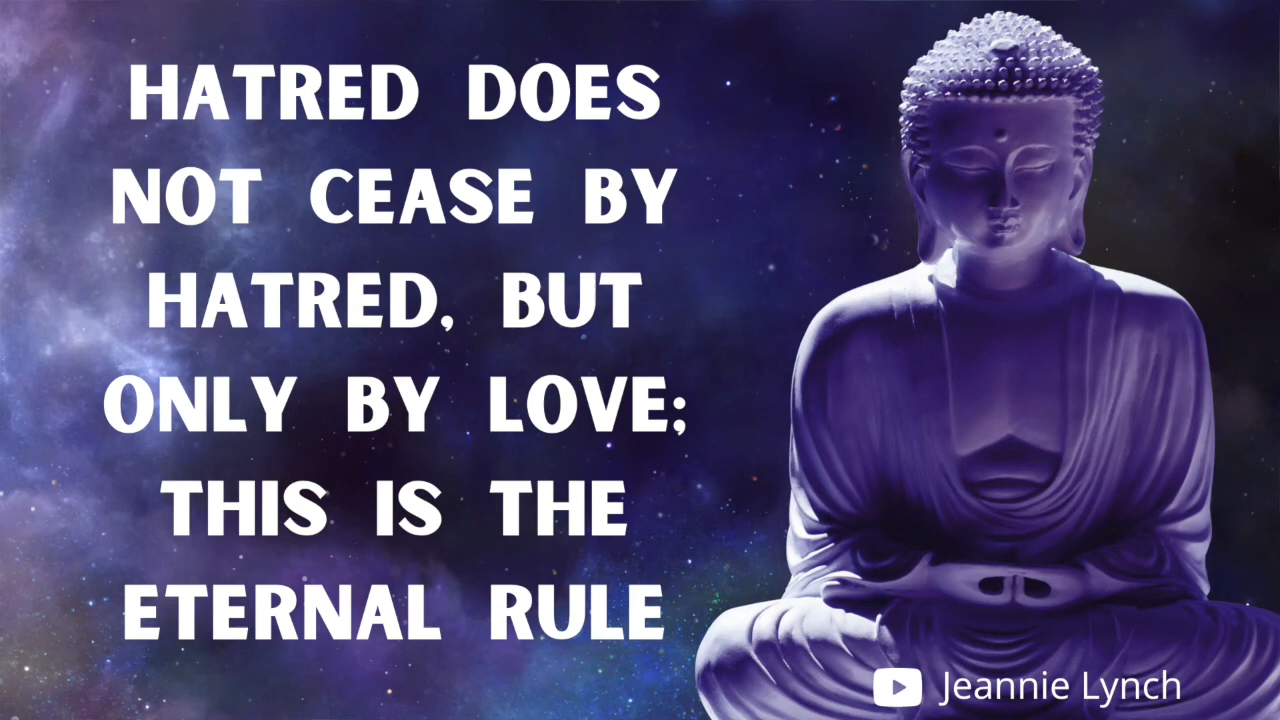 HATRED DOES
NOT CEASE BY
HATRED, BUT
ONLY BY LOVE;
THIS IS THE
ETERNAL RULE
Jeannie Lynch